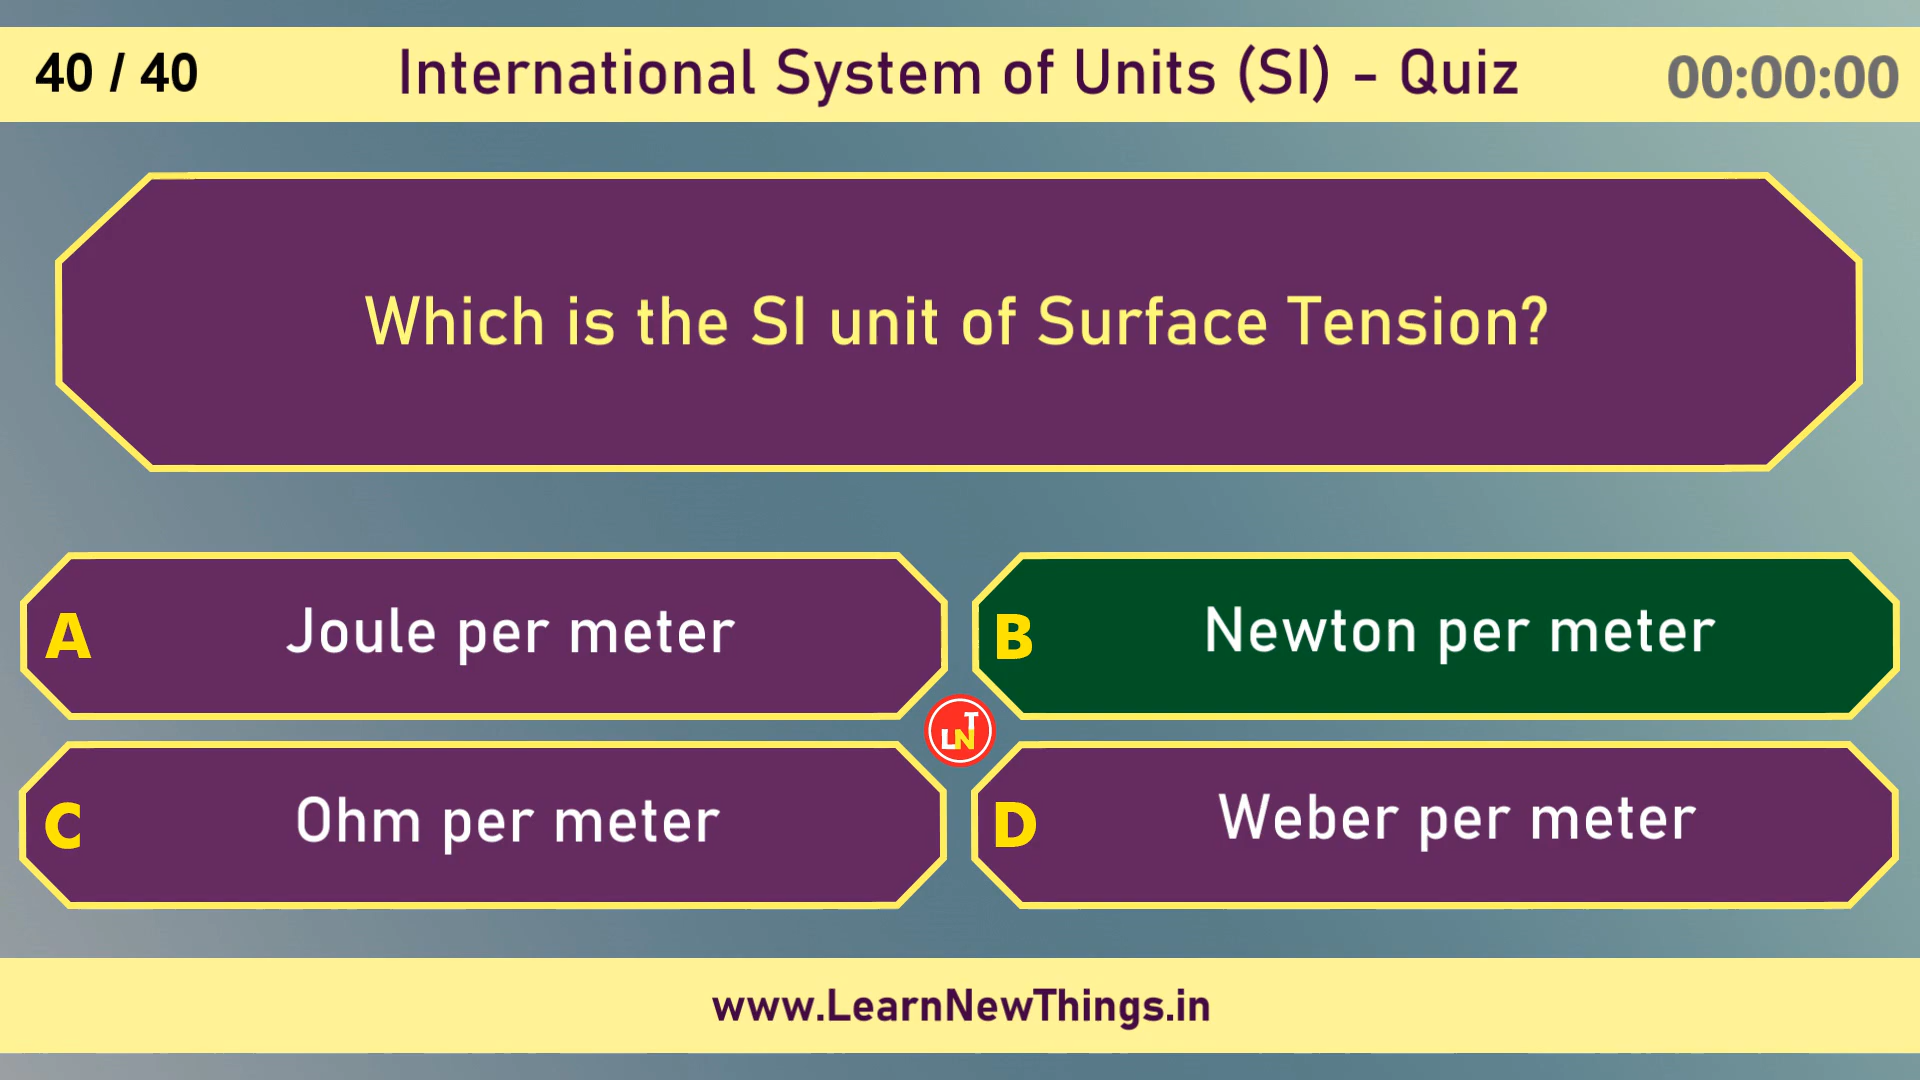 40 / 40
International System of Units (SI) - Quiz
00:00:00
Which is the SI unit of Surface Tension?
A
Joule per meter
B
Newton per meter
LNT
C
Ohm per meter
D
Weber per meter
www.LearnNewThings.in